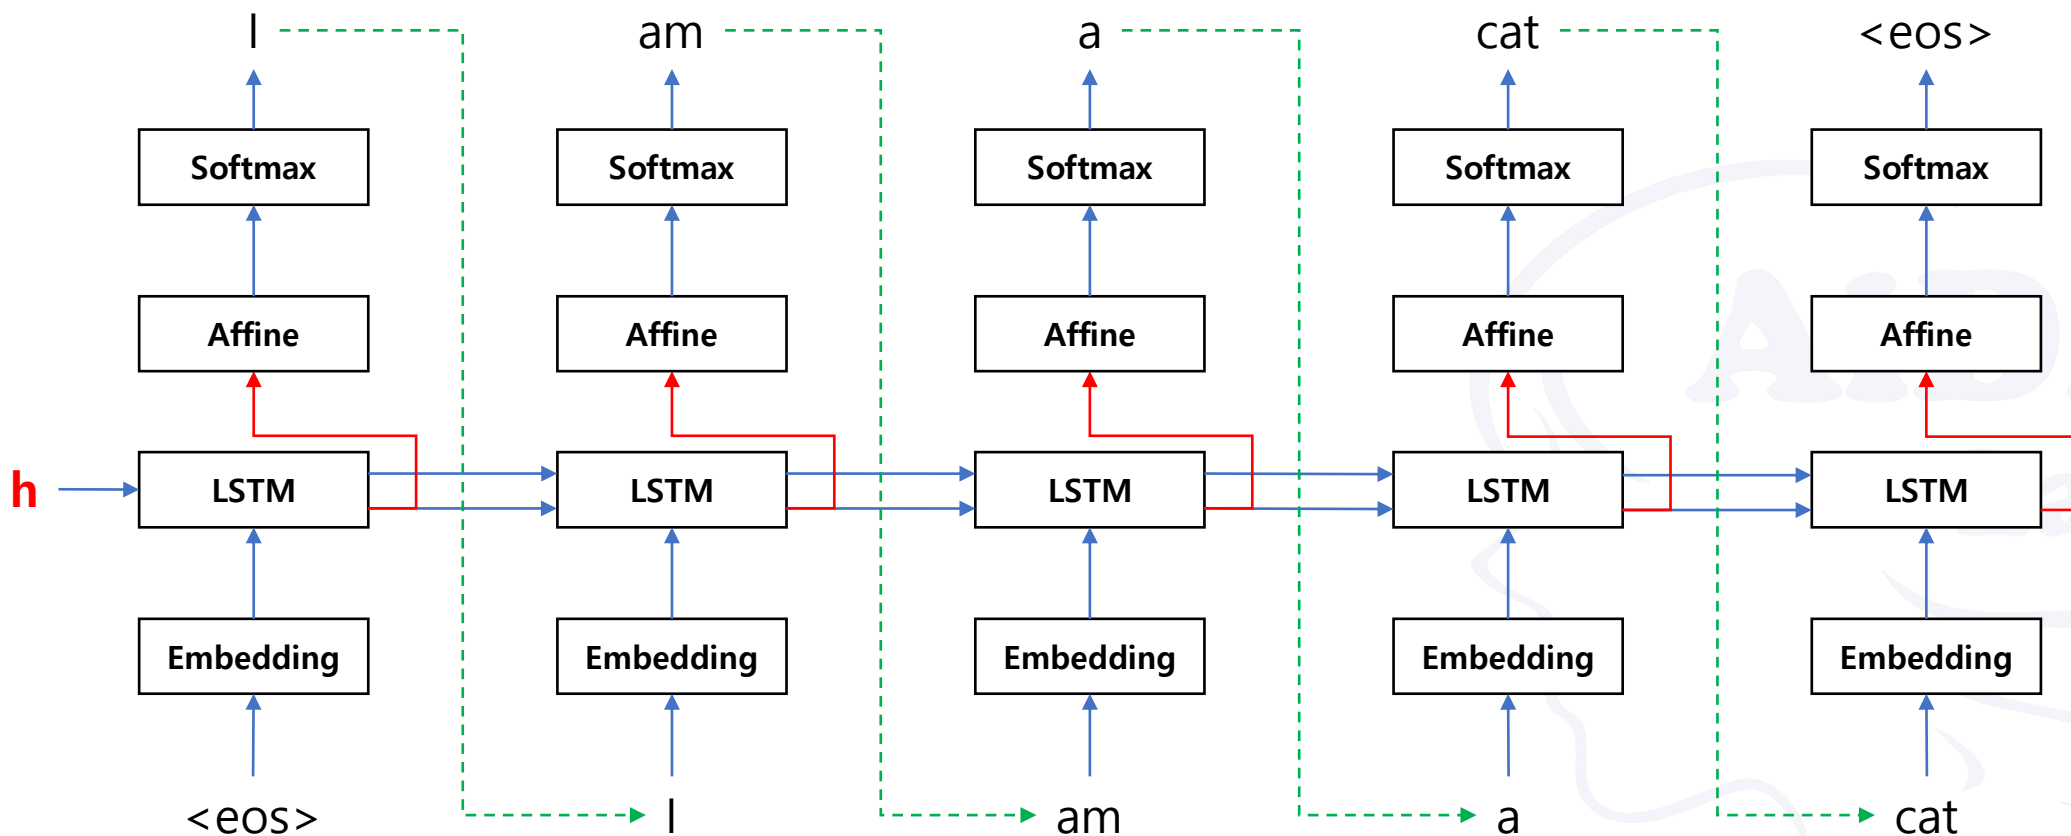 I am a cat <eos>
Softmax Softmax Softmax Softmax Softmax
Affine Affine Affine Affine Affine
h LSTM LSTM LSTM LSTM LSTM
Embedding Embedding Embedding Embedding Embedding
<eos> I am a cat